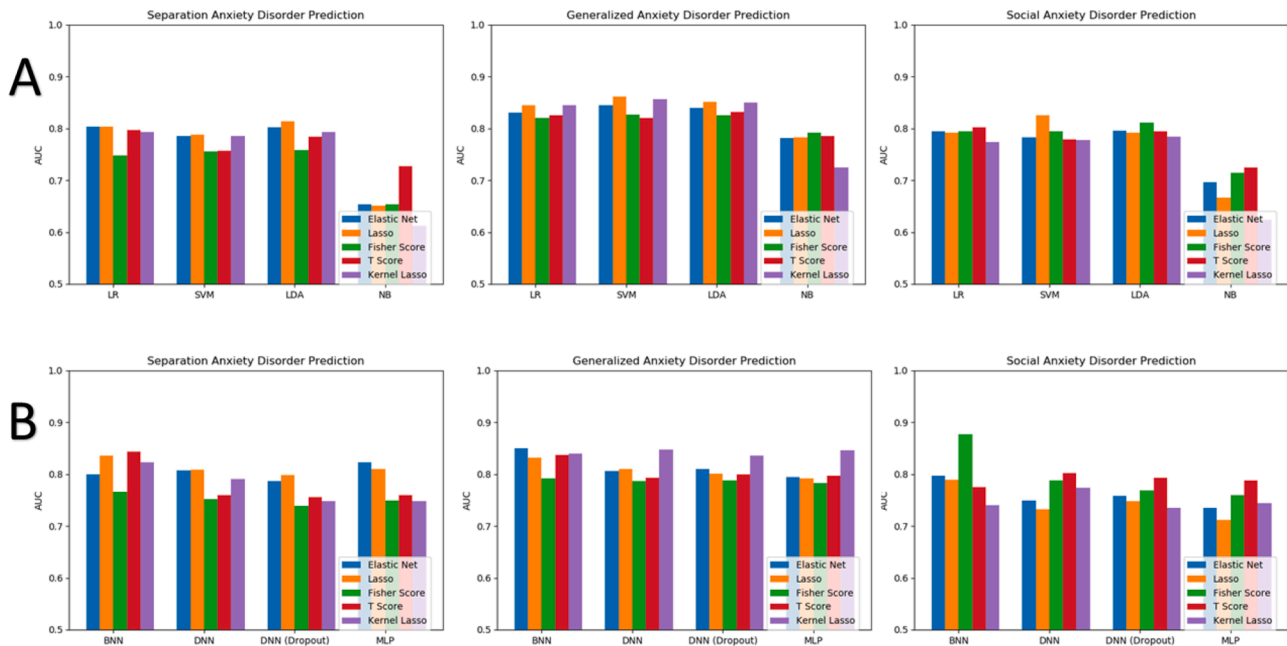 A
Separation Anxiety Disorder Prediction
1.0
0.9
0.8
0.7
0.6
0.5
AUC
Elastic Net
Lasso
Fisher Score
T Score
Kernel Lasso
LR SVM LDA NB
Generalized Anxiety Disorder Prediction
1.0
0.9
0.8
0.7
0.6
0.5
AUC
Elastic Net
Lasso
Fisher Score
T Score
Kernel Lasso
LR SVM LDA NB
Social Anxiety Disorder Prediction
1.0
0.9
0.8
0.7
0.6
0.5
AUC
Elastic Net
Lasso
Fisher Score
T Score
Kernel Lasso
LR SVM LDA NB
B
Separation Anxiety Disorder Prediction
1.0
0.9
0.8
0.7
0.6
0.5
AUC
Elastic Net
Lasso
Fisher Score
T Score
Kernel Lasso
BNN DNN DNN (Dropout) MLP
Generalized Anxiety Disorder Prediction
1.0
0.9
0.8
0.7
0.6
0.5
AUC
Elastic Net
Lasso
Fisher Score
T Score
Kernel Lasso
BNN DNN DNN (Dropout) MLP
Social Anxiety Disorder Prediction
1.0
0.9
0.8
0.7
0.6
0.5
AUC
Elastic Net
Lasso
Fisher Score
T Score
Kernel Lasso
BNN DNN DNN (Dropout) MLP